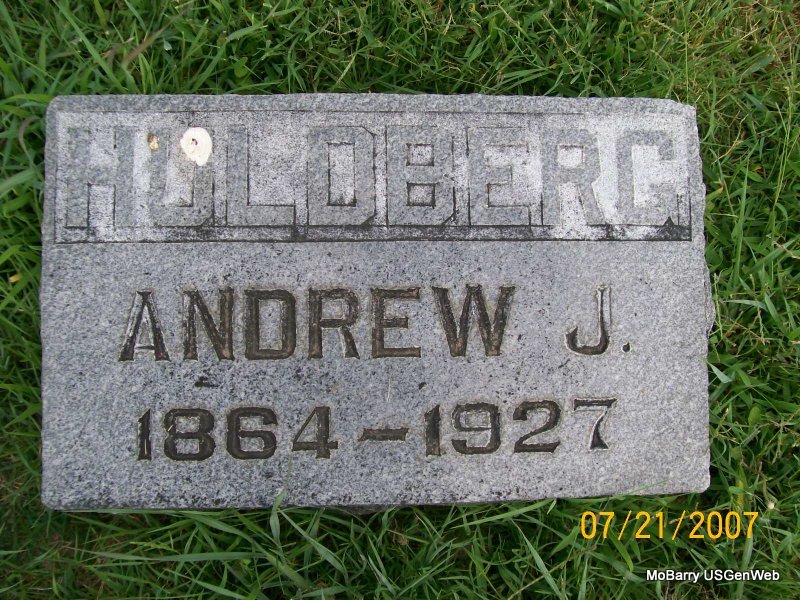 HOLDBERG
ANDREW J.
1864-1927
07/21/2007
MoBarry USGenWeb